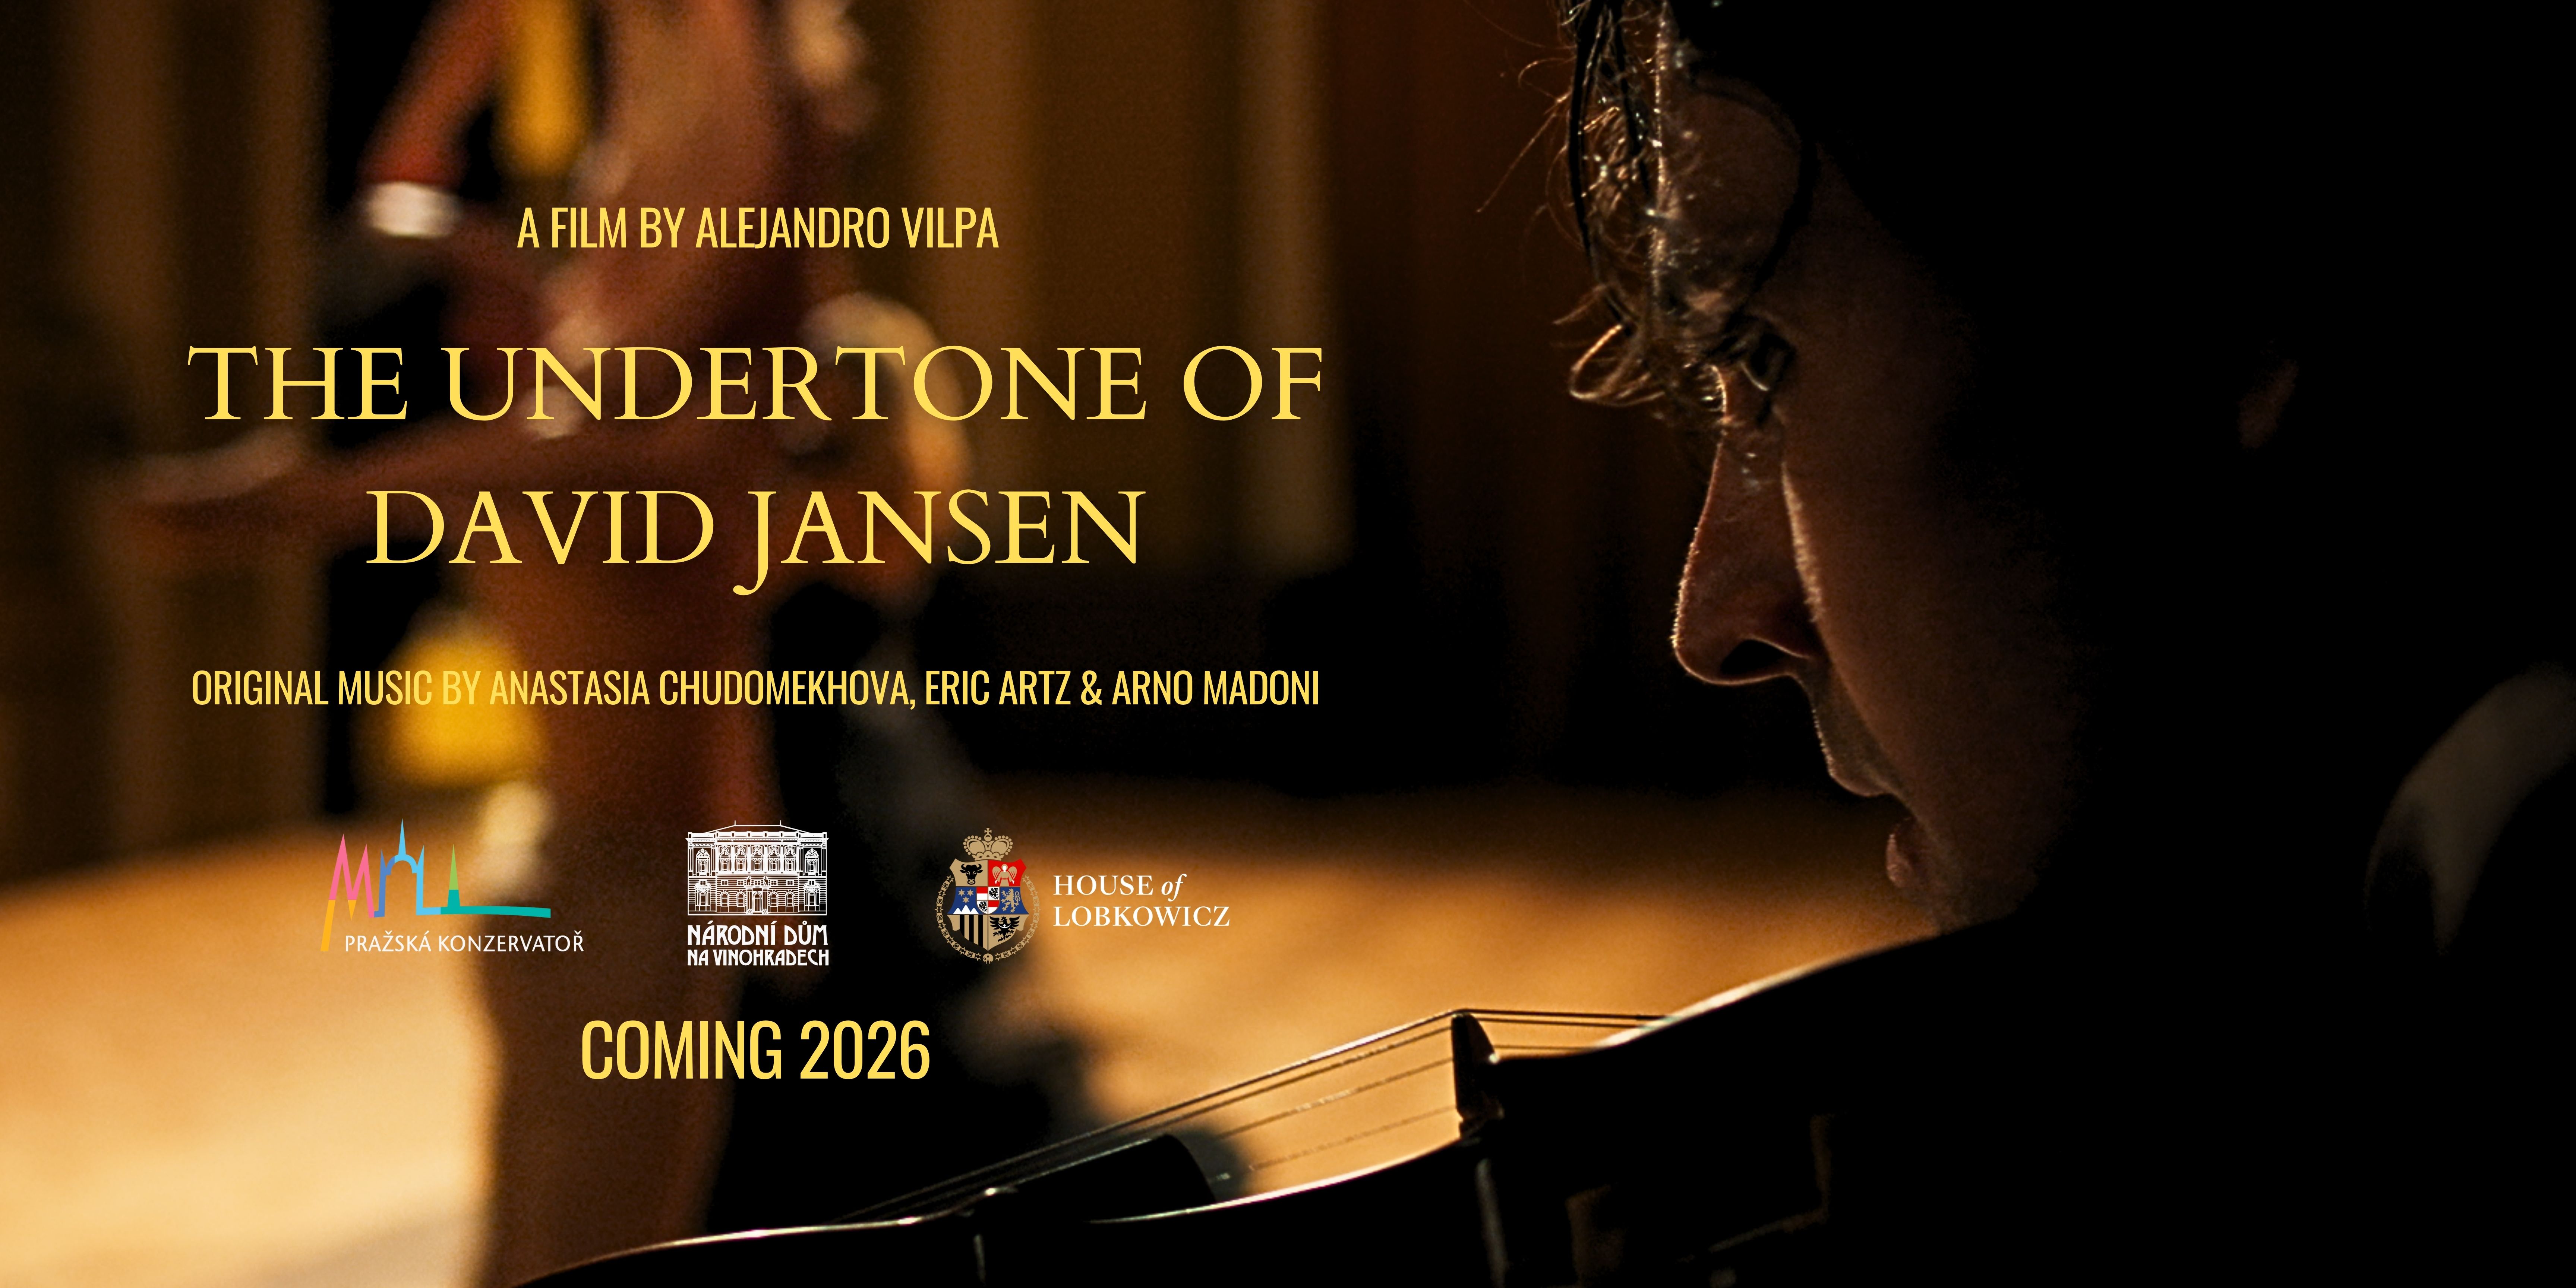 A FILM BY ALEJANDRO VILPA
THE UNDERTONE OF
DAVID JANSEN
ORIGINAL MUSIC BY ANASTASIA CHUDOMEKHOVA, ERIC ARTZ & ARNO MADONI
PRAŽSKÁ KONZERVATOŘ
NÁRODNÍ DŮM
NA VINOHRADECH
HOUSE of
LOBKOWICZ
COMING 2026